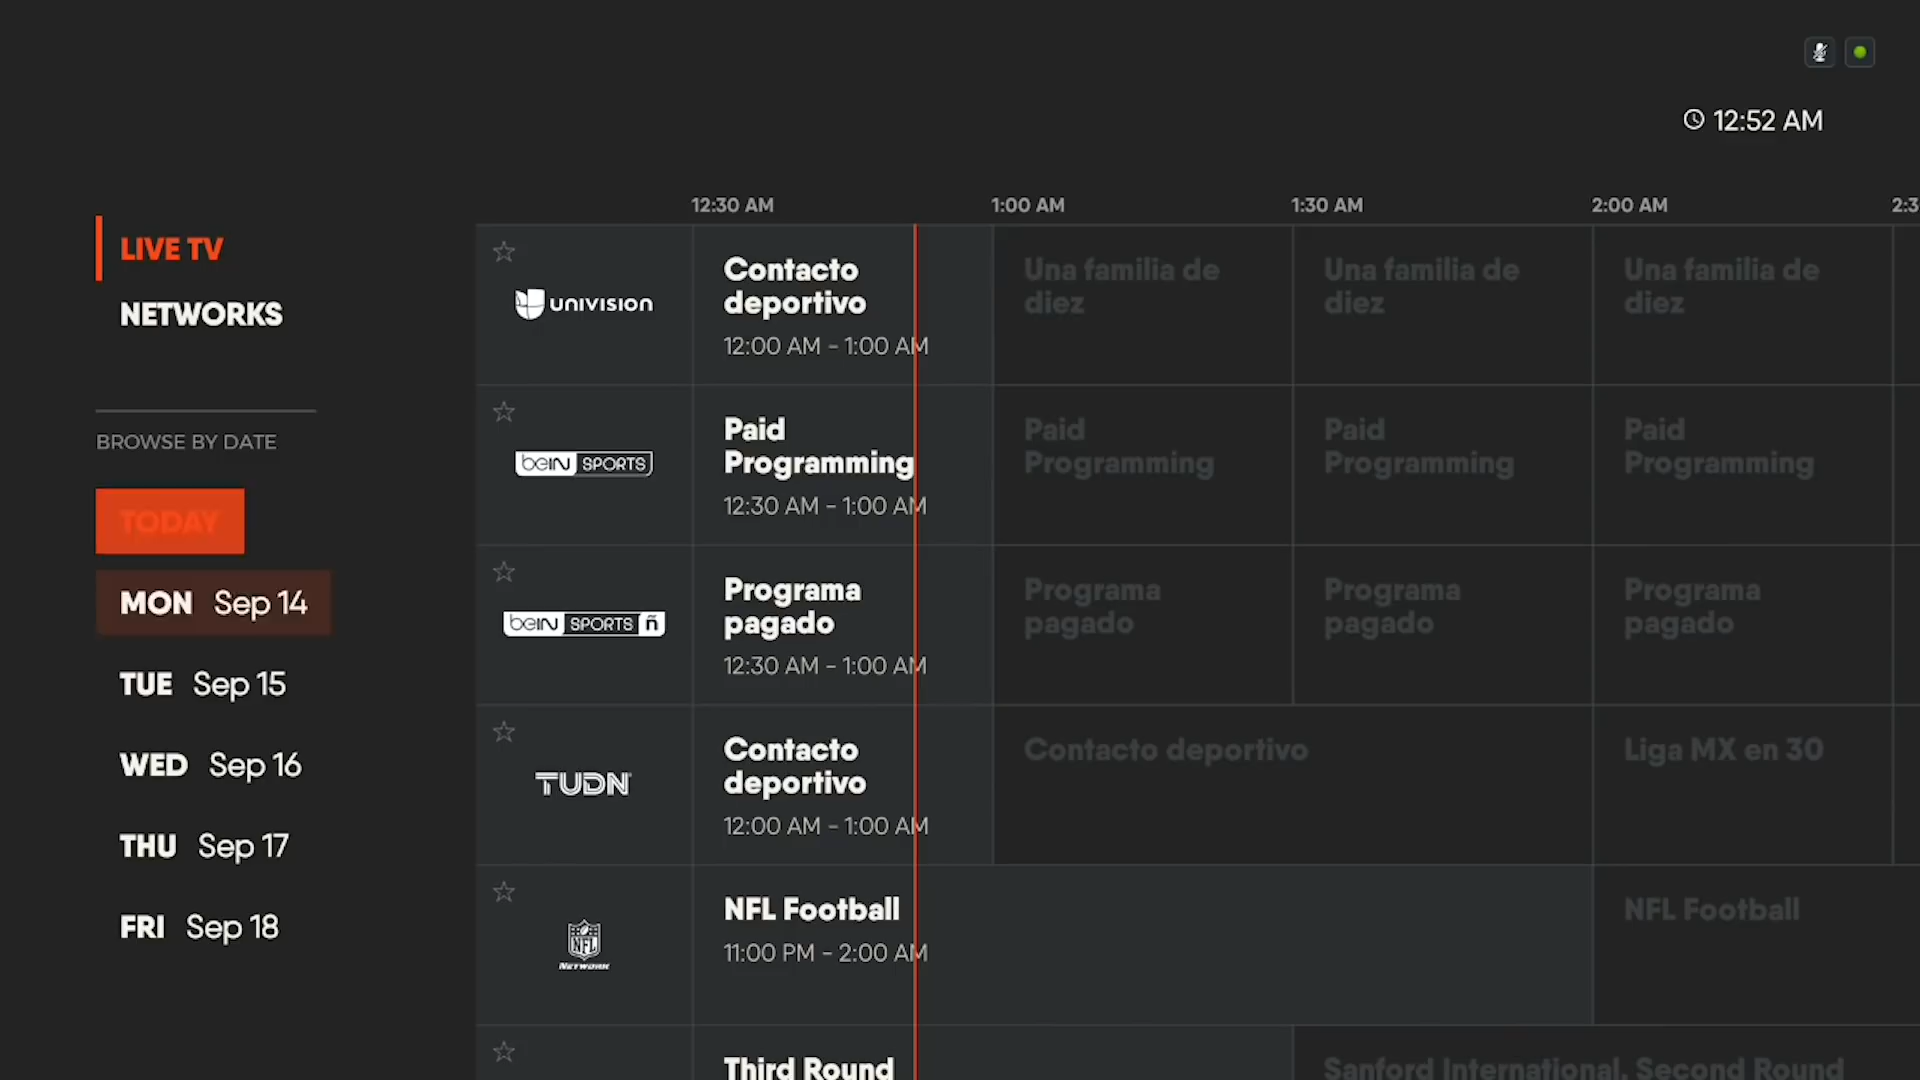 12:52 AM
12:30 AM
1:00 AM
1:30 AM
2:00 AM
2:3
LIVE TV
NETWORKS
BROWSE BY DATE
TODAY
MON Sep 14
TUE Sep 15
WED Sep 16
THU Sep 17
FRI Sep 18
UNIVISION
Contacto
deportivo
12:00 AM - 1:00 AM
Una familia de
diez
Una familia de
diez
Una familia de
diez
beIN SPORTS
Paid
Programming
12:30 AM - 1:00 AM
Paid
Programming
Paid
Programming
Paid
Programming
beIN SPORTS ñ
Programa
pagado
12:30 AM - 1:00 AM
Programa
pagado
Programa
pagado
Programa
pagado
TUDN
Contacto
deportivo
12:00 AM - 1:00 AM
Contacto deportivo
Liga MX en 30
NFL
NETWORK
NFL Football
11:00 PM - 2:00 AM
NFL Football
Third Round
Sanford International, Second Round